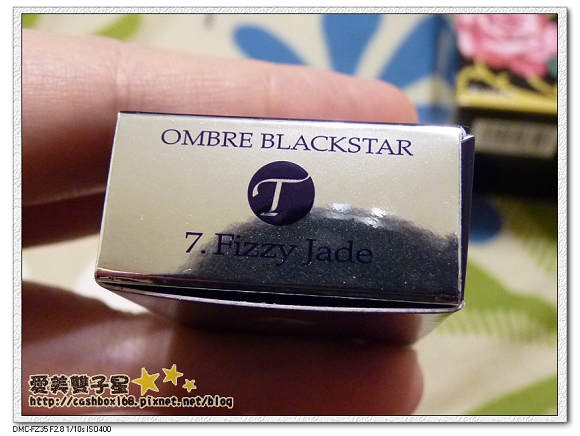 OMBRE BLACKSTAR
T
7. Fizzy Jade
愛美雙子星
http://cashbox168.pixnet.net/blog
DMC-FZ35 F2.8 1/10s ISO400